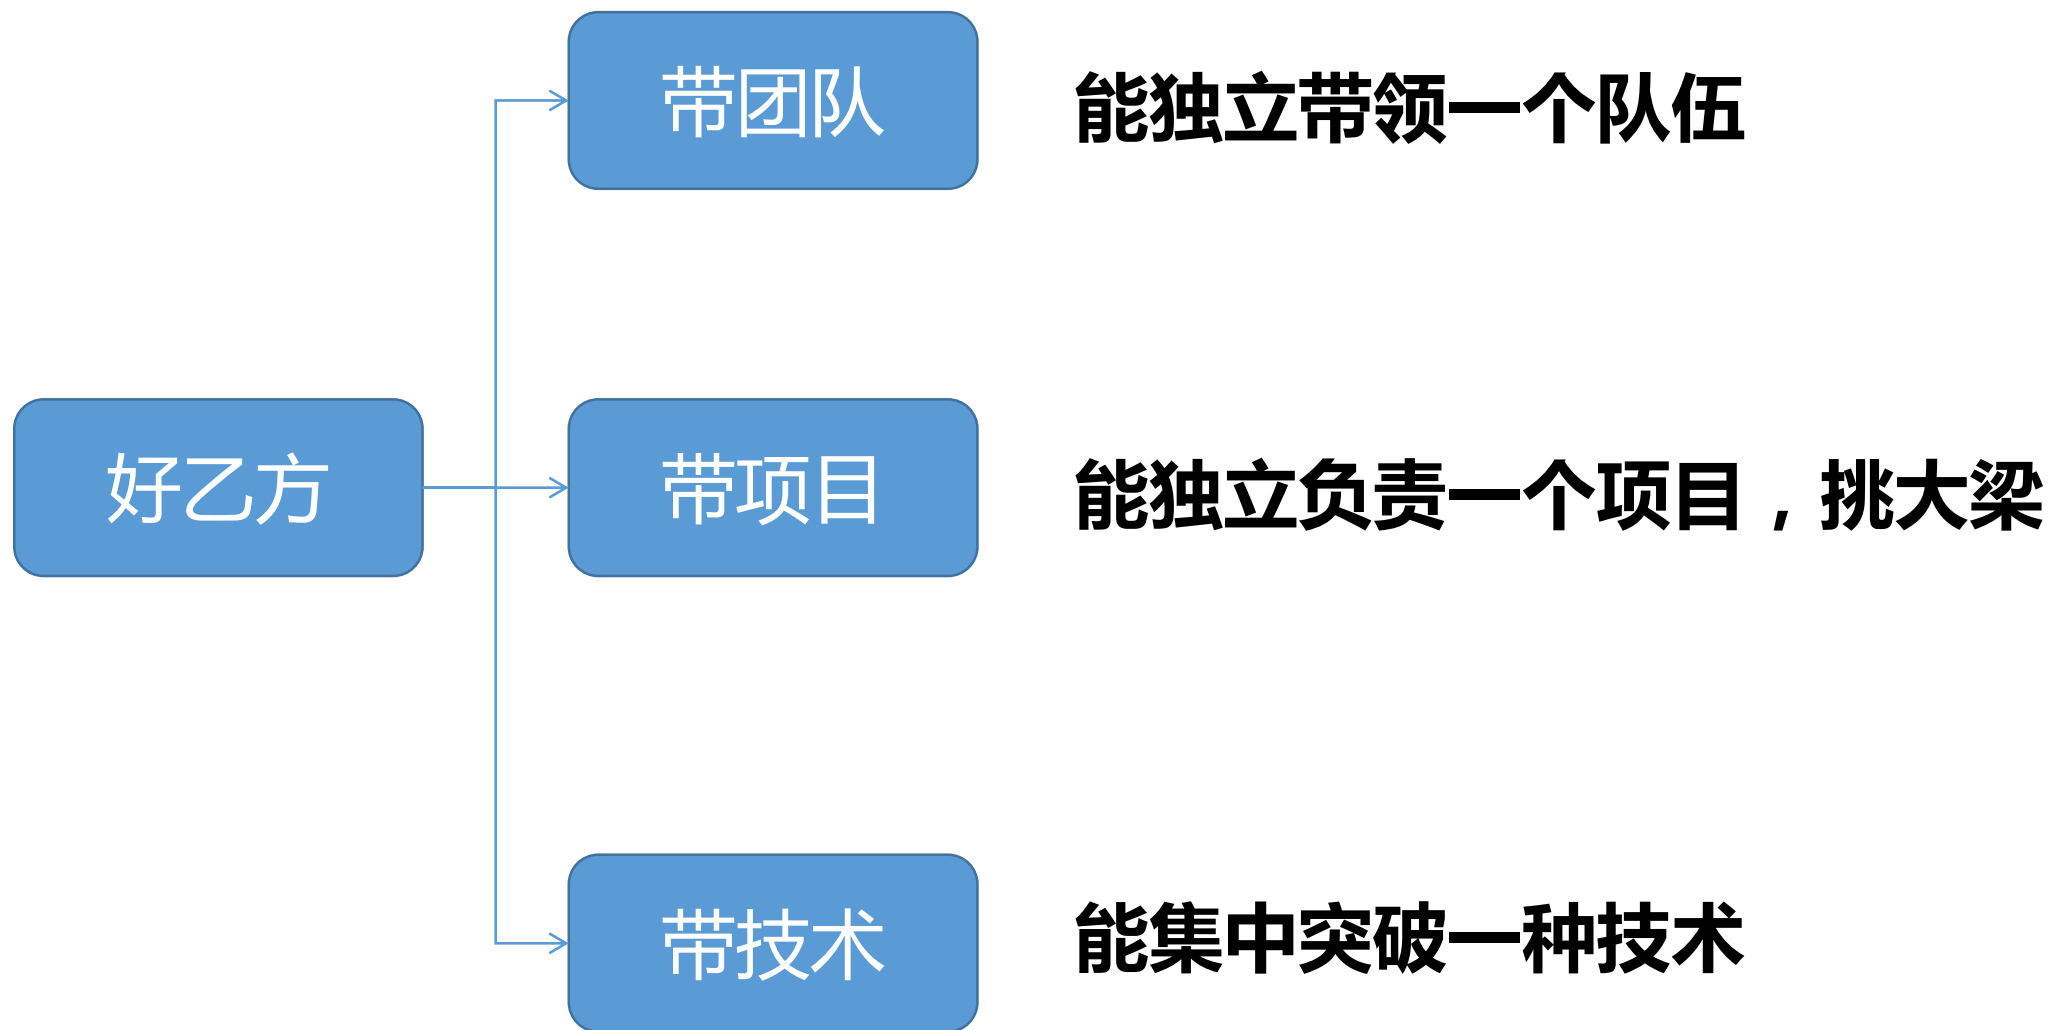 带团队
能独立带领一个队伍
好乙方
带项目
能独立负责一个项目，挑大梁
带技术
能集中突破一种技术